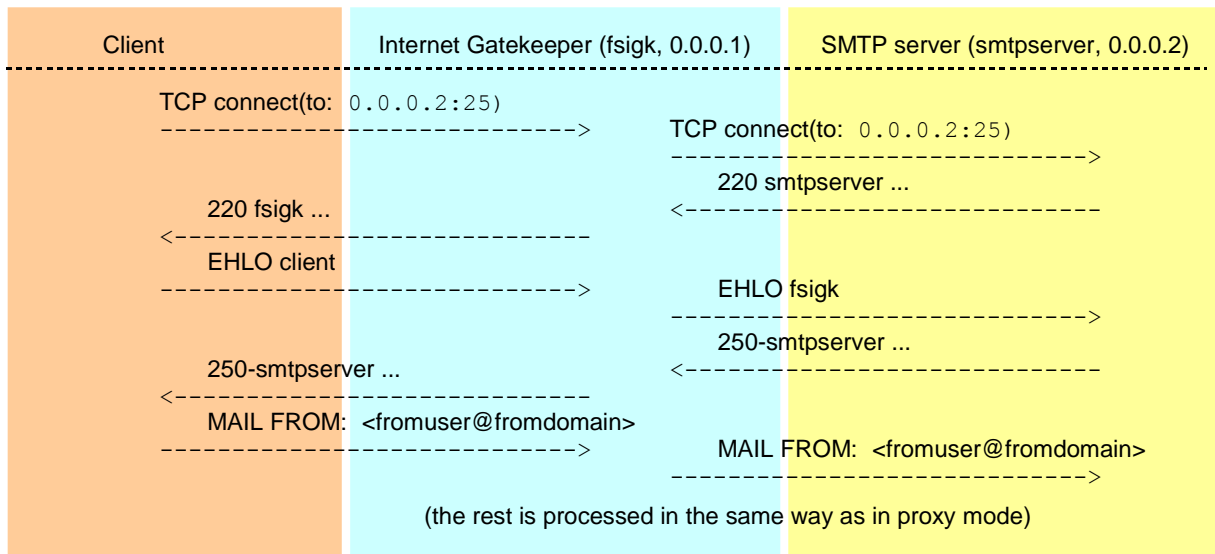 Client Internet Gatekeeper (fsigk, 0.0.0.1) SMTP server (smtpserver, 0.0.0.2)
TCP connect(to: 0.0.0.2:25)
-----------------------------> TCP connect(to: 0.0.0.2:25)
----------------------------->
220 smtpserver ...
220 fsigk ... <-----------------------------
<-----------------------------
EHLO client
-----------------------------> EHLO fsigk
----------------------------->
250-smtpserver ...
250-smtpserver ... <-----------------------------
<-----------------------------
MAIL FROM: <fromuser@fromdomain>
-----------------------------> MAIL FROM: <fromuser@fromdomain>
----------------------------->
(the rest is processed in the same way as in proxy mode)